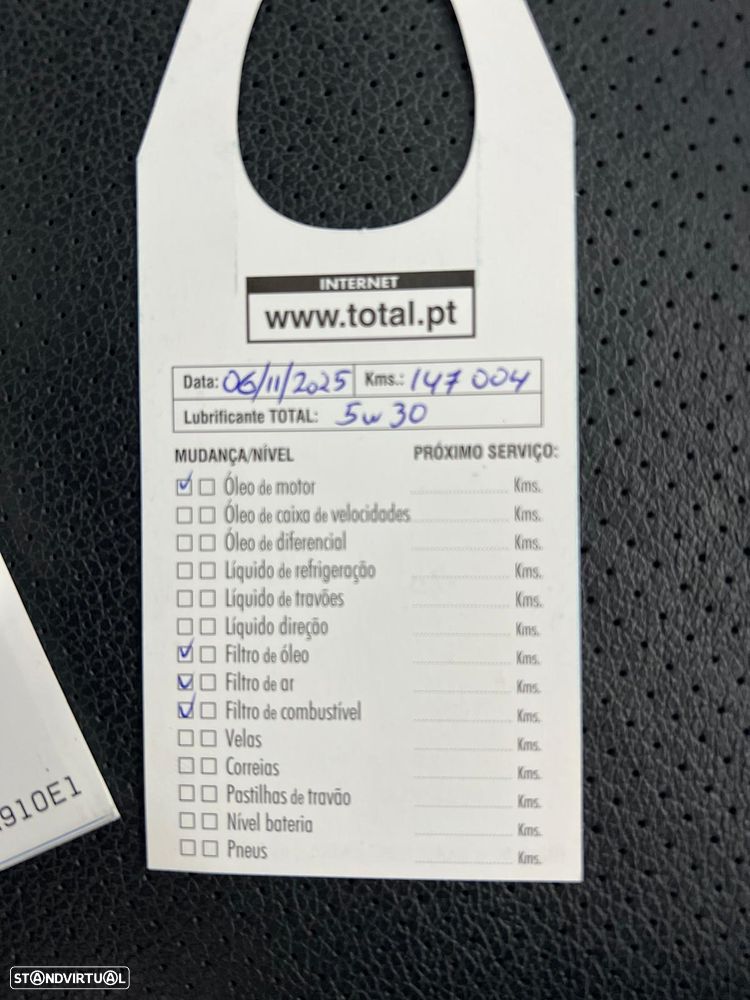 INTERNET
www.total.pt
Data: 06/11/2025 Kms.: 147 004
Lubrificante TOTAL: 5w30
MUDANÇA/NÍVEL PRÓXIMO SERVIÇO:
Óleo de motor Kms.
Óleo de caixa de velocidades Kms.
Óleo de diferencial Kms.
Líquido de refrigeração Kms.
Líquido de travões Kms.
Líquido direção Kms.
Filtro de óleo Kms.
Filtro de ar Kms.
Filtro de combustível Kms.
Velas Kms.
Correias Kms.
Pastilhas de travão Kms.
Nível bateria Kms.
Pneus Kms.
910E1
STANDVIRTUAL